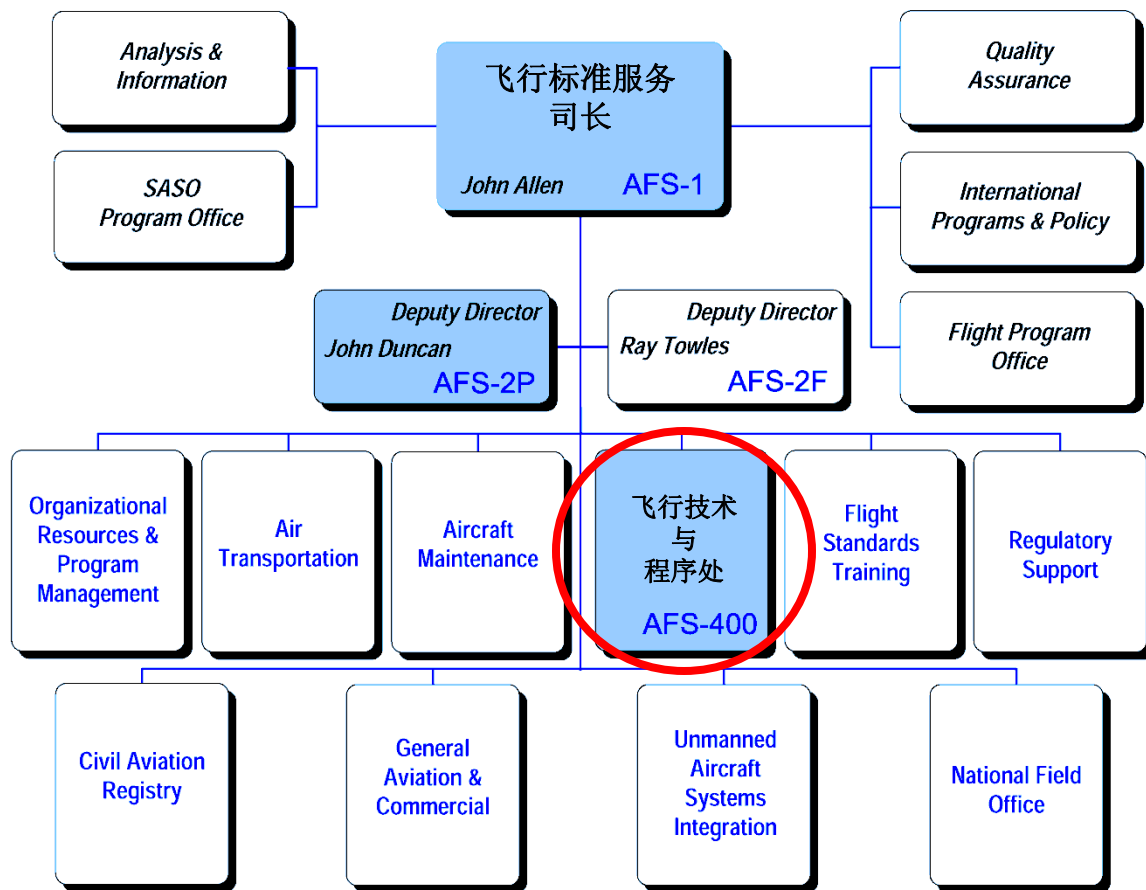 Analysis &
Information
飞行标准服务
司长
John Allen AFS-1
Quality
Assurance
SASO
Program Office
International
Programs & Policy
Deputy Director
John Duncan
AFS-2P
Deputy Director
Ray Towles
AFS-2F
Flight Program
Office
Organizational
Resources &
Program
Management
Air
Transportation
Aircraft
Maintenance
飞行技术
与
程序处
AFS-400
Flight
Standards
Training
Regulatory
Support
Civil Aviation
Registry
General
Aviation &
Commercial
Unmanned
Aircraft
Systems
Integration
National Field
Office